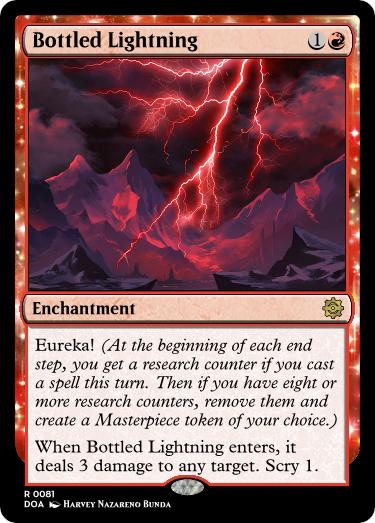 Bottled Lightning 1
Enchantment
Eureka! (At the beginning of each end
step, you get a research counter if you cast
a spell this turn. Then if you have eight or
more research counters, remove them and
create a Masterpiece token of your choice.)
When Bottled Lightning enters, it
deals 3 damage to any target. Scry 1.
R 0081
DOA HARVEY NAZARENO BUNDA